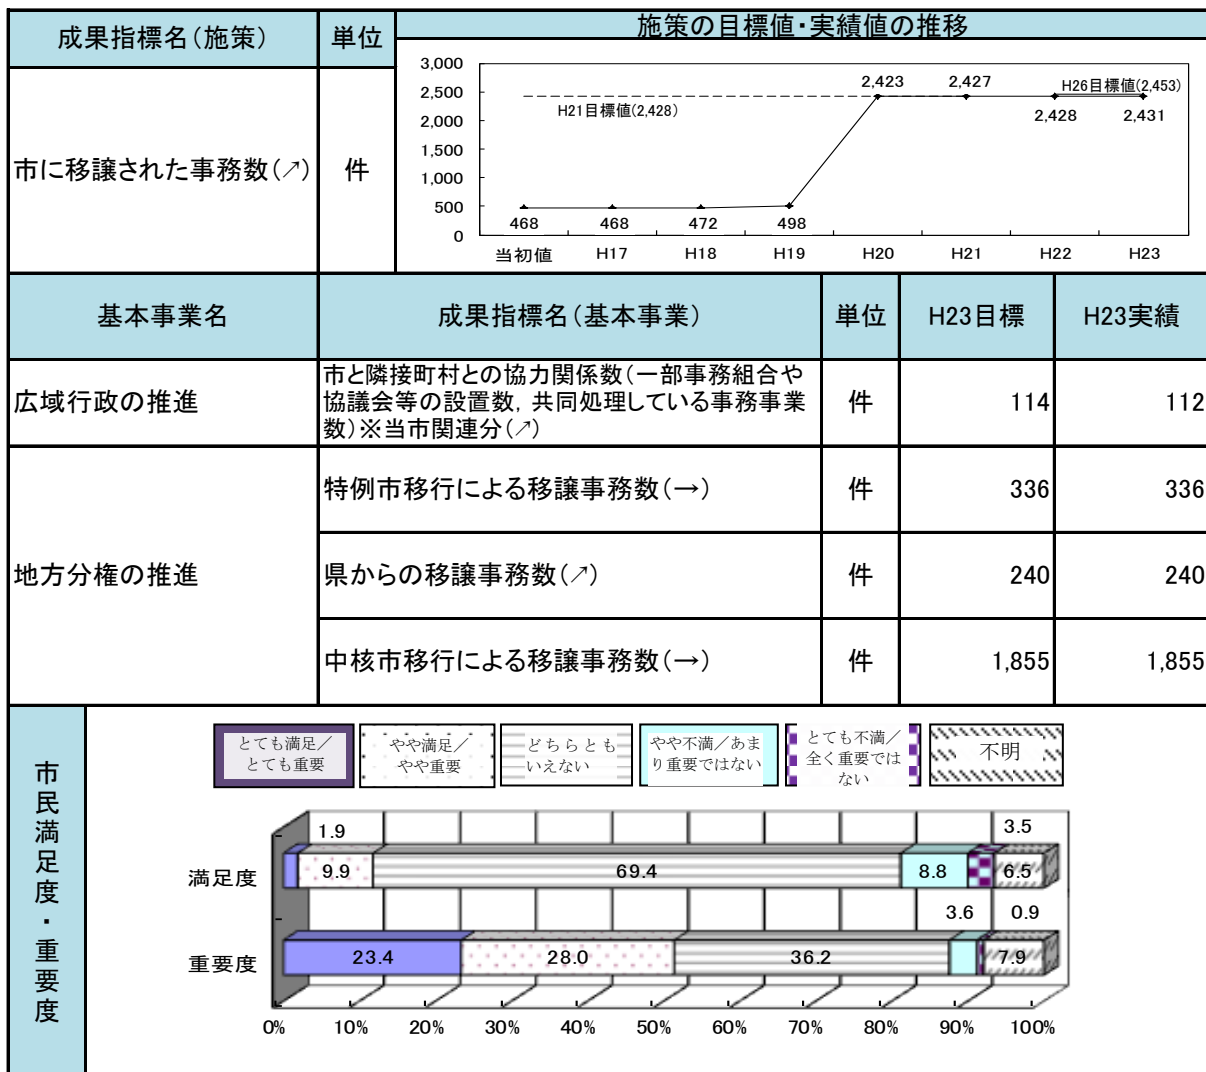 成果指標名(施策)
単位
施策の目標値・実績値の推移
市に移譲された事務数(↗)
件
3,000
2,500
2,000
1,500
1,000
500
0
H21目標値(2,428)
H26目標値(2,453)
468
468
472
498
2,423
2,427
2,428
2,431
当初値
H17
H18
H19
H20
H21
H22
H23
基本事業名
成果指標名(基本事業)
単位
H23目標
H23実績
広域行政の推進
市と隣接町村との協力関係数(一部事務組合や
協議会等の設置数, 共同処理している事務事業
数)※当市関連分(↗)
件
114
112
地方分権の推進
特例市移行による移譲事務数(→)
件
336
336
県からの移譲事務数(↗)
件
240
240
中核市移行による移譲事務数(→)
件
1,855
1,855
市民満足度・重要度
とても満足/
とても重要
やや満足/
やや重要
どちらとも
いえない
やや不満/あま
り重要ではない
とても不満/
全く重要では
ない
不明
満足度
1.9
9.9
69.4
8.8
3.5
6.5
重要度
23.4
28.0
36.2
3.6
0.9
7.9
0%
10%
20%
30%
40%
50%
60%
70%
80%
90%
100%